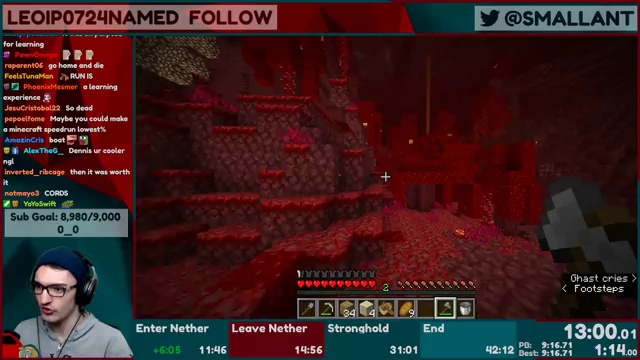 LEOIP0724NAMED FOLLOW
@SMALLANT
for learning
PawnOmega
raparent06 go home and die
FeelsTunaMan RUN IS
PhoenixMesmer a learning
experience
JesuCristobal22 So dead
pepoeifome Maybe you could make
a minecraft speedrun lowest%
AmazinCris boat
AlexTheG_ Dennis ur cooler
ngl
inverted_ribcage then it was worth
it
notmayo3 CORDS
YoYoSwift
Sub Goal: 8,980/9,000
0_0
Ghast cries >
< Footsteps
2
34
4
9
Enter Nether Leave Nether Stronghold End
+6:05 11:46 14:56 31:01 42:12
13:00.01
PB: 9:16.71
Best: 9:16.71
1:14.00